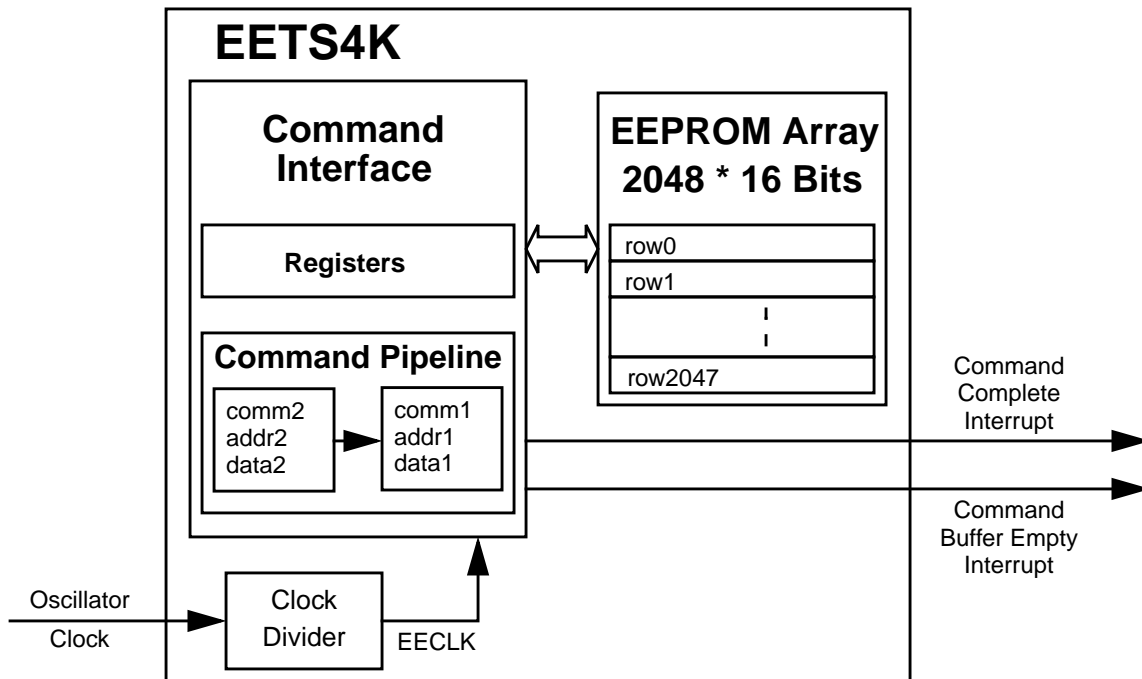 EETS4K
Command
Interface
Registers
Command Pipeline
comm2
addr2
data2
comm1
addr1
data1
EEPROM Array
2048 * 16 Bits
row0
row1
row2047
Command
Complete
Interrupt
Command
Buffer Empty
Interrupt
Oscillator
Clock
Clock
Divider
EECLK